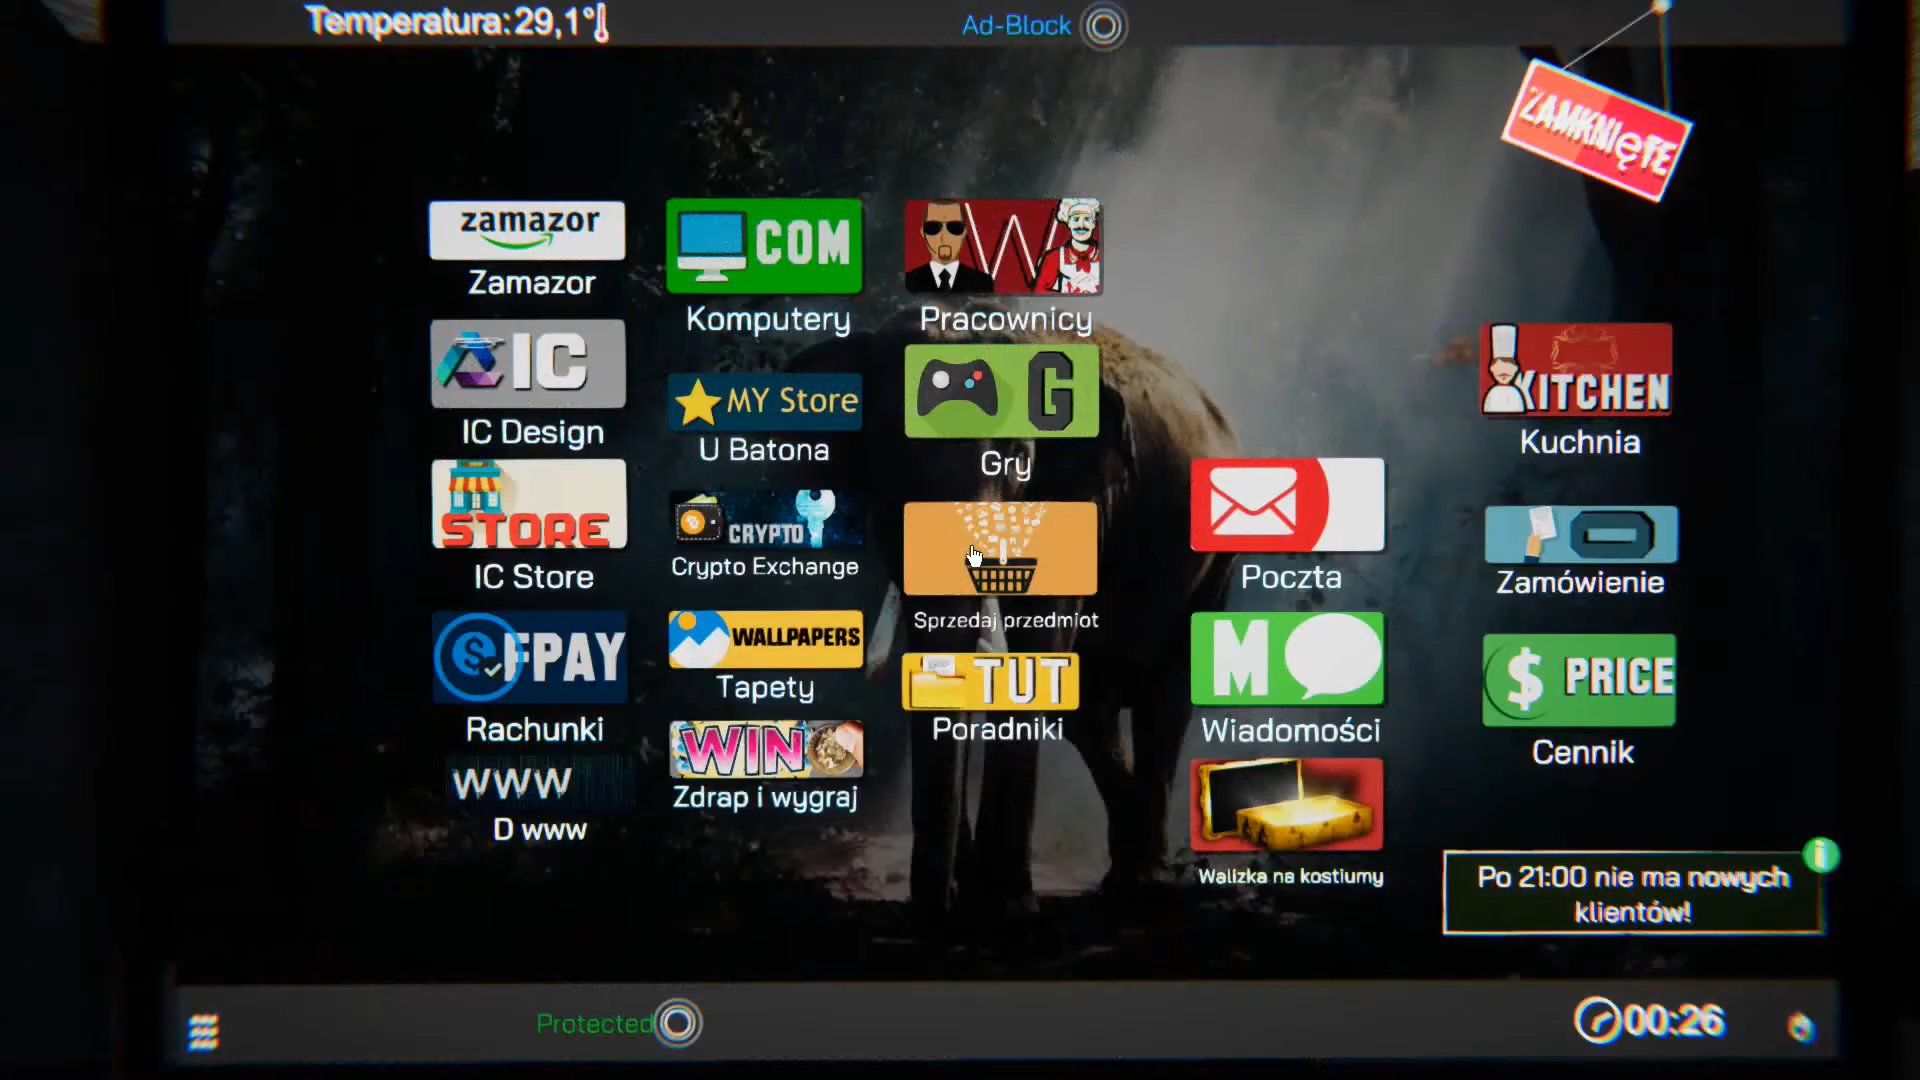 Temperatura: 29,1°
Ad-Block
ZAMKNIęTE
zamazor
Zamazor
COM
Komputery
W
Pracownicy
IC
IC Design
MY Store
U Batona
G
Gry
KITCHEN
Kuchnia
STORE
IC Store
CRYPTO
Crypto Exchange
Sprzedaj przedmiot
Poczta
Zamówienie
FPAY
Rachunki
WALLPAPERS
Tapety
TUT
Poradniki
M
Wiadomości
$ PRICE
Cennik
WWW
D www
WIN
Zdrap i wygraj
Walizka na kostiumy
i
Po 21:00 nie ma nowych
klientów!
Protected
00:26